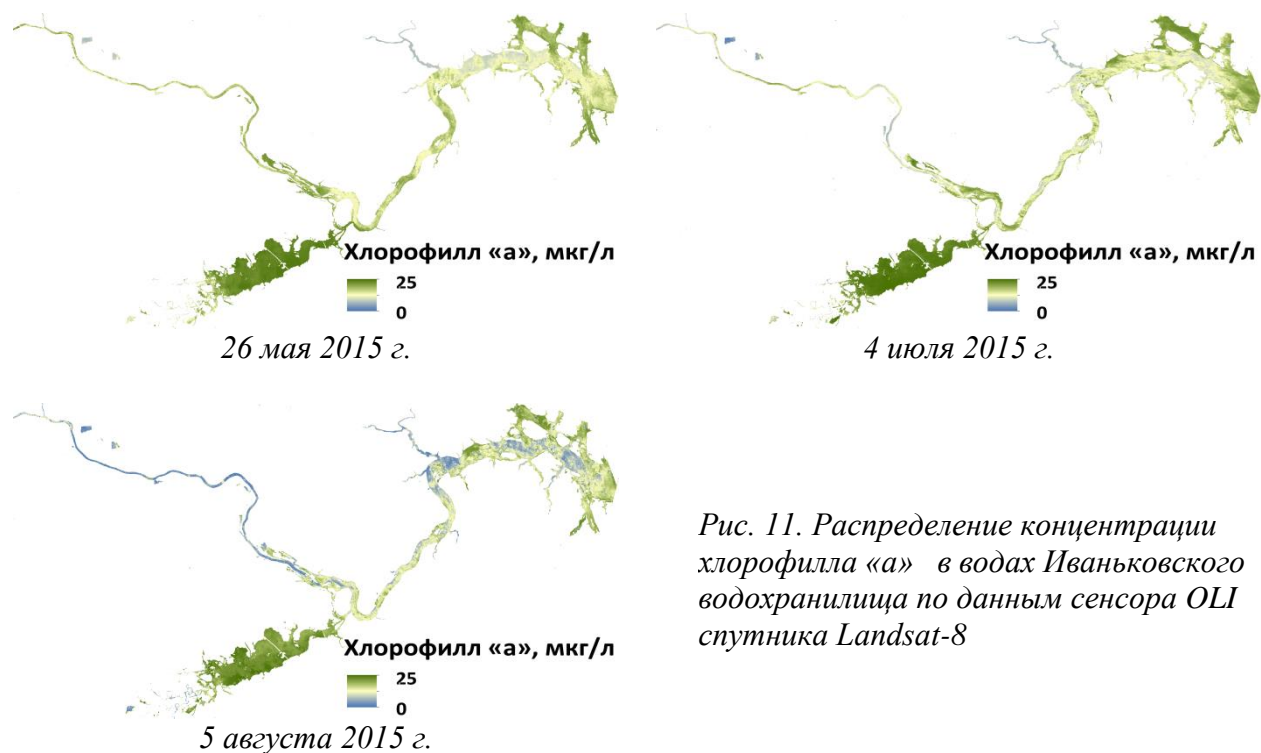 Хлорофилл «а», мкг/л
25
0
26 мая 2015 г.
Хлорофилл «а», мкг/л
25
0
4 июля 2015 г.
Хлорофилл «а», мкг/л
25
0
5 августа 2015 г.
Рис. 11. Распределение концентрации
хлорофилла «а» в водах Иваньковского
водохранилища по данным сенсора OLI
спутника Landsat-8